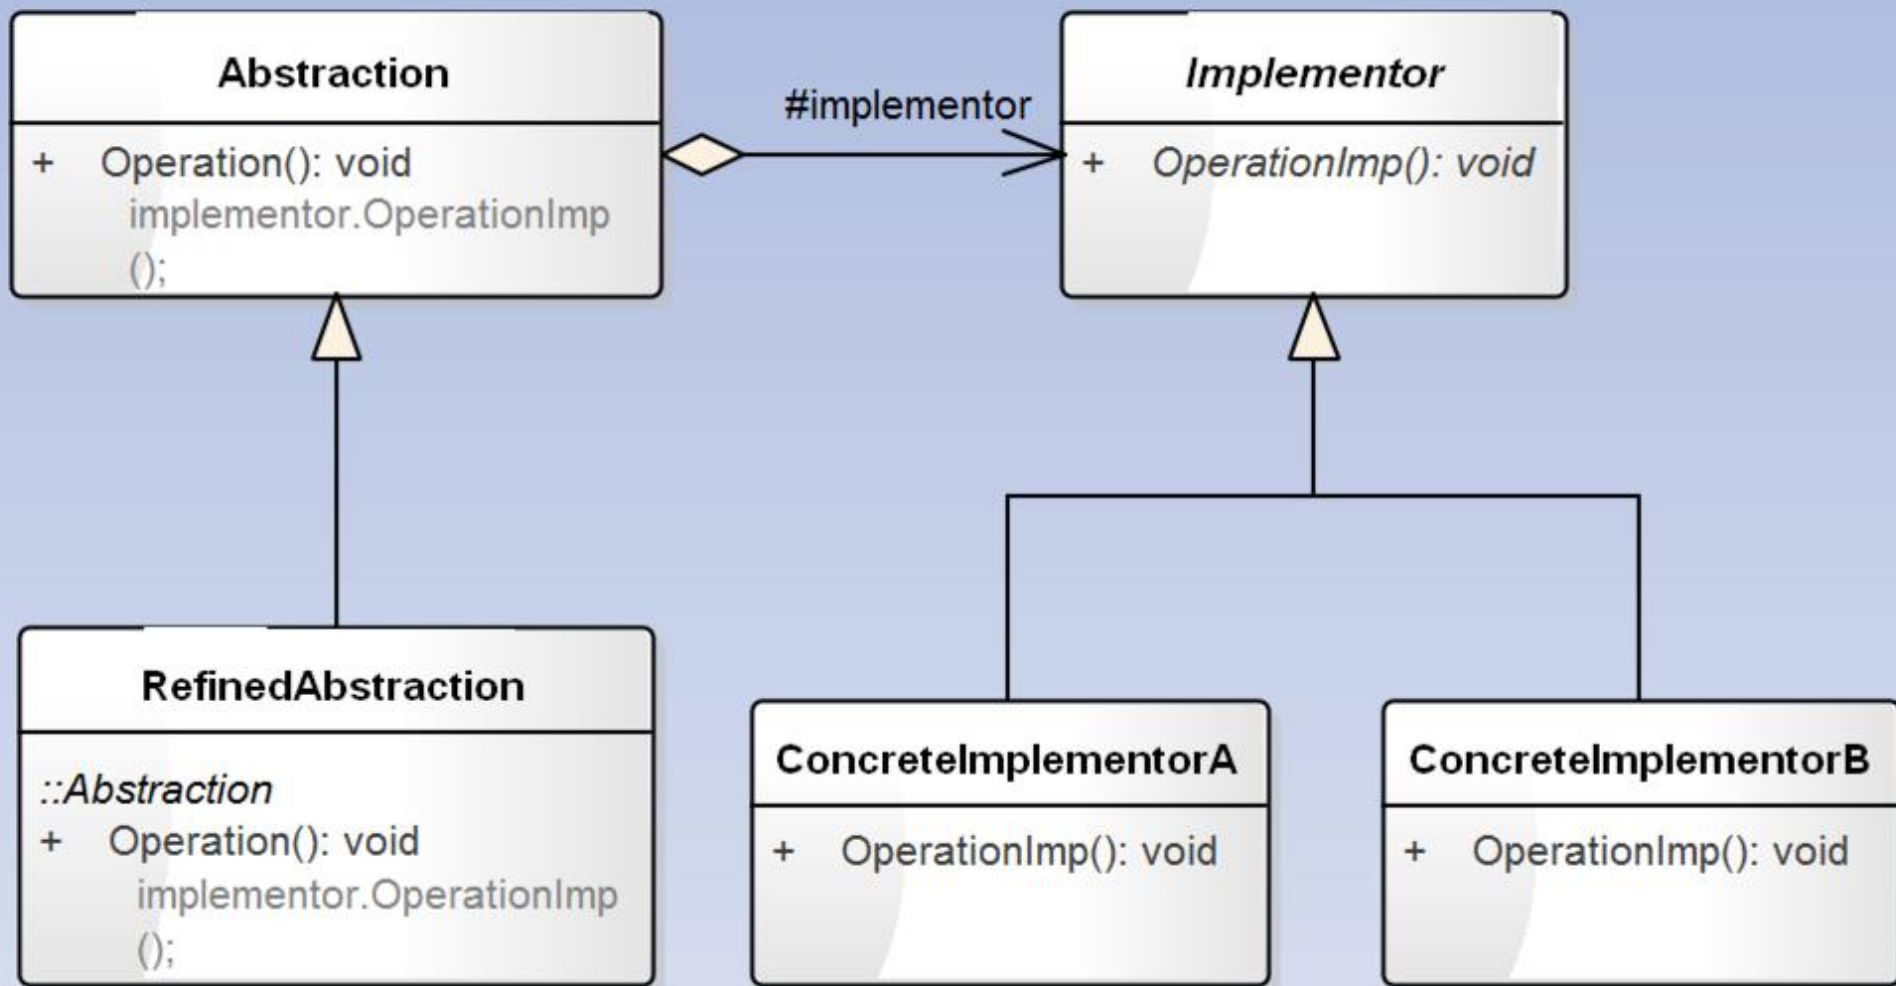 Abstraction
+ Operation(): void
implementor.OperationImp
();
#implementor
Implementor
+ OperationImp(): void
RefinedAbstraction
::Abstraction
+ Operation(): void
implementor.OperationImp
();
ConcreteImplementorA
+ OperationImp(): void
ConcreteImplementorB
+ OperationImp(): void